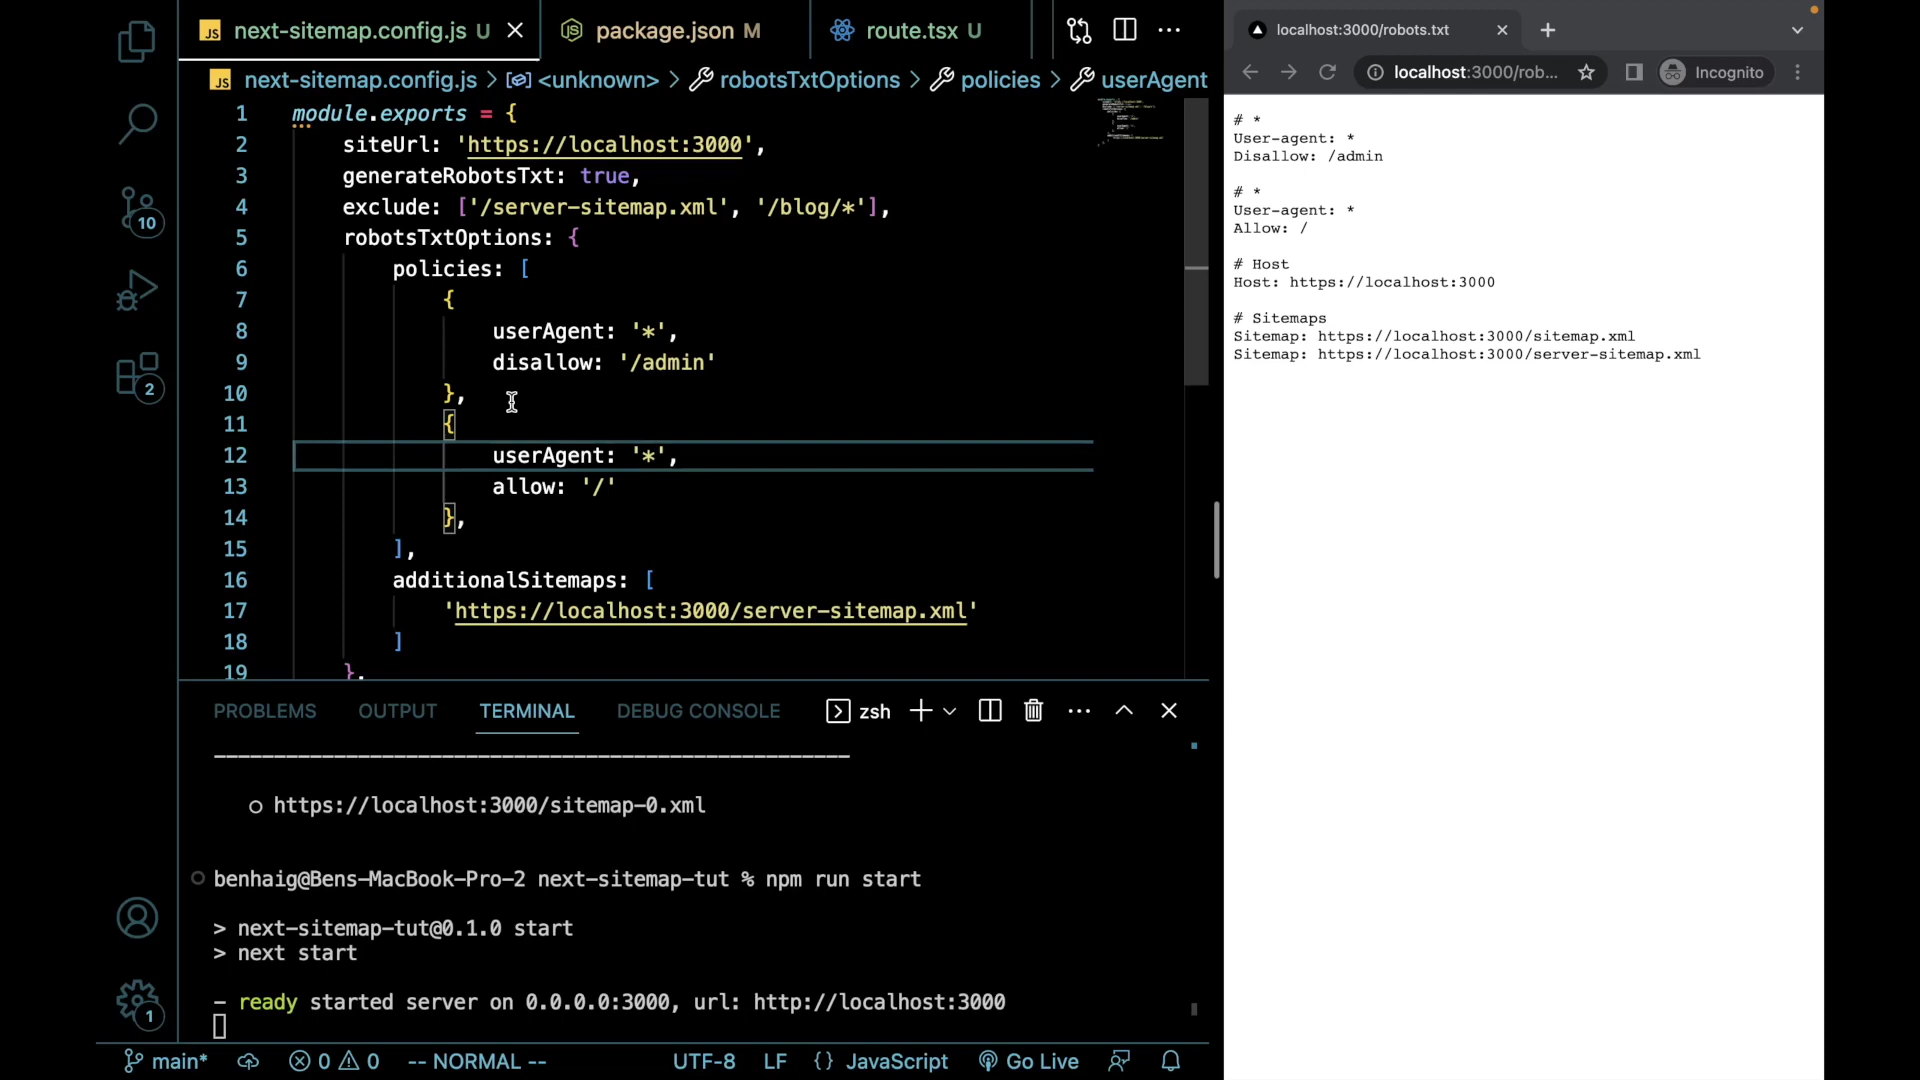 JS next-sitemap.config.js U
package.json M
route.tsx U
JS next-sitemap.config.js > <unknown> > robotsTxtOptions > policies > userAgent
1 module.exports = {
2 siteUrl: 'https://localhost:3000',
3 generateRobotsTxt: true,
4 exclude: ['/server-sitemap.xml', '/blog/*'],
5 robotsTxtOptions: {
6 policies: [
7 {
8 userAgent: '*',
9 disallow: '/admin'
10 },
11 {
12 userAgent: '*',
13 allow: '/'
14 },
15 ],
16 additionalSitemaps: [
17 'https://localhost:3000/server-sitemap.xml'
18 ]
19 },
10
2
1
PROBLEMS OUTPUT TERMINAL DEBUG CONSOLE zsh
○ https://localhost:3000/sitemap-0.xml
benhaig@Bens-MacBook-Pro-2 next-sitemap-tut % npm run start
> next-sitemap-tut@0.1.0 start
> next start
– ready started server on 0.0.0.0:3000, url: http://localhost:3000
main* 0 0 -- NORMAL -- UTF-8 LF {} JavaScript Go Live
localhost:3000/robots.txt
localhost:3000/rob... Incognito
# *
User-agent: *
Disallow: /admin
# *
User-agent: *
Allow: /
# Host
Host: https://localhost:3000
# Sitemaps
Sitemap: https://localhost:3000/sitemap.xml
Sitemap: https://localhost:3000/server-sitemap.xml